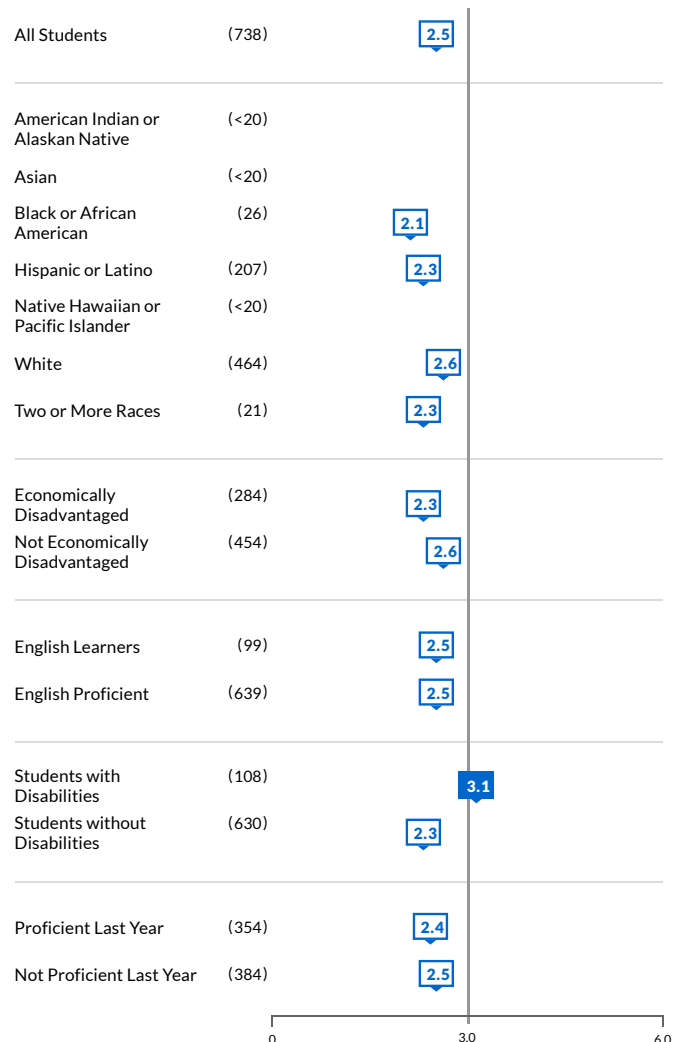 All Students (738) 2.5
American Indian or (<20)
Alaskan Native
Asian (<20)
Black or African (26) 2.1
American
Hispanic or Latino (207) 2.3
Native Hawaiian or (<20)
Pacific Islander
White (464) 2.6
Two or More Races (21) 2.3
Economically (284) 2.3
Disadvantaged
Not Economically (454) 2.6
Disadvantaged
English Learners (99) 2.5
English Proficient (639) 2.5
Students with (108) 3.1
Disabilities
Students without (630) 2.3
Disabilities
Proficient Last Year (354) 2.4
Not Proficient Last Year (384) 2.5
0 3.0 6.0